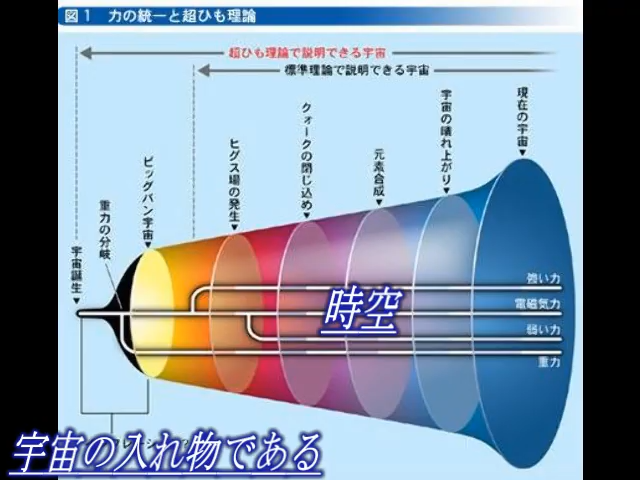 図1 力の統一と超ひも理論
超ひも理論で説明できる宇宙
標準理論で説明できる宇宙
宇宙誕生
重力の分岐
ビッグバン宇宙
ヒグス場の発生
クォークの閉じ込め
元素合成
宇宙の晴れ上がり
現在の宇宙
強い力
電磁気力
弱い力
重力
時空
宇宙の入れ物である